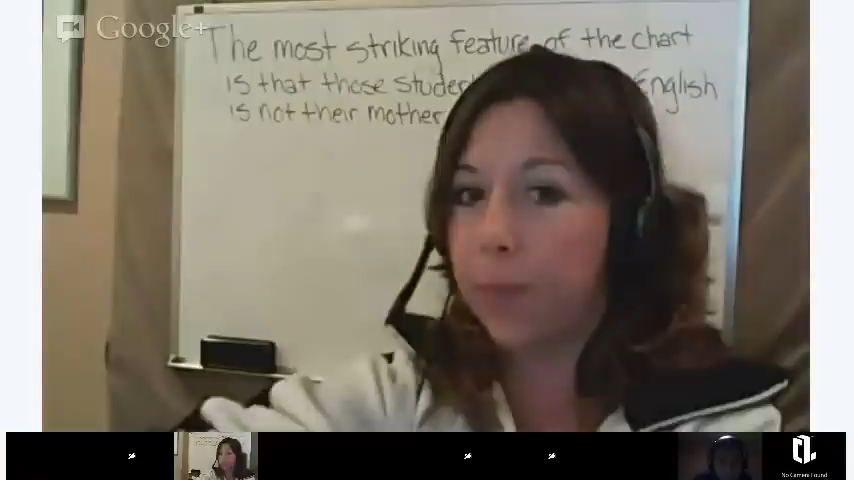 Google+
The most striking feature of the chart
is that those English
is not their mother
No Camera Found